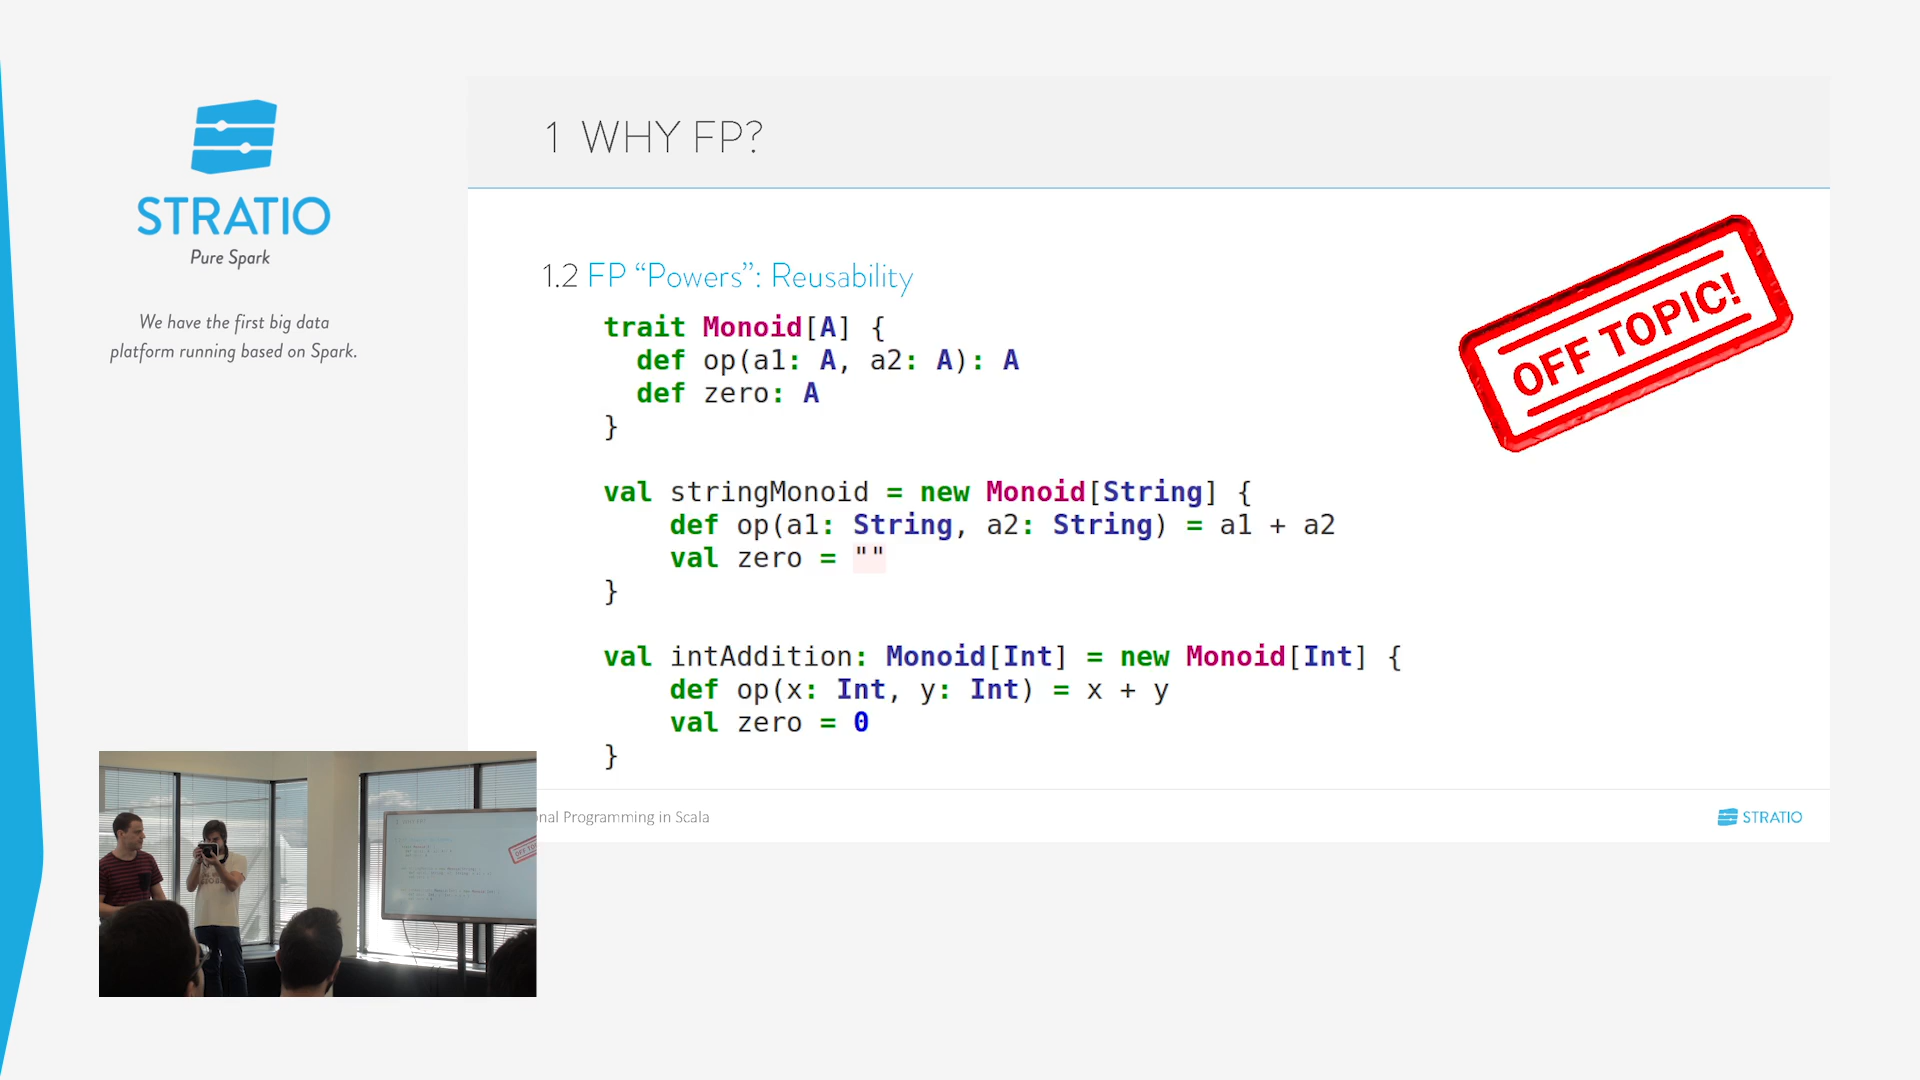 STRATIO
Pure Spark
We have the first big data
platform running based on Spark.
1 WHY FP?
1.2 FP “Powers”: Reusability
OFF TOPIC!
trait Monoid[A] {
  def op(a1: A, a2: A): A
  def zero: A
}
val stringMonoid = new Monoid[String] {
    def op(a1: String, a2: String) = a1 + a2
    val zero = ""
}
val intAddition: Monoid[Int] = new Monoid[Int] {
    def op(x: Int, y: Int) = x + y
    val zero = 0
}
nal Programming in Scala
STRATIO